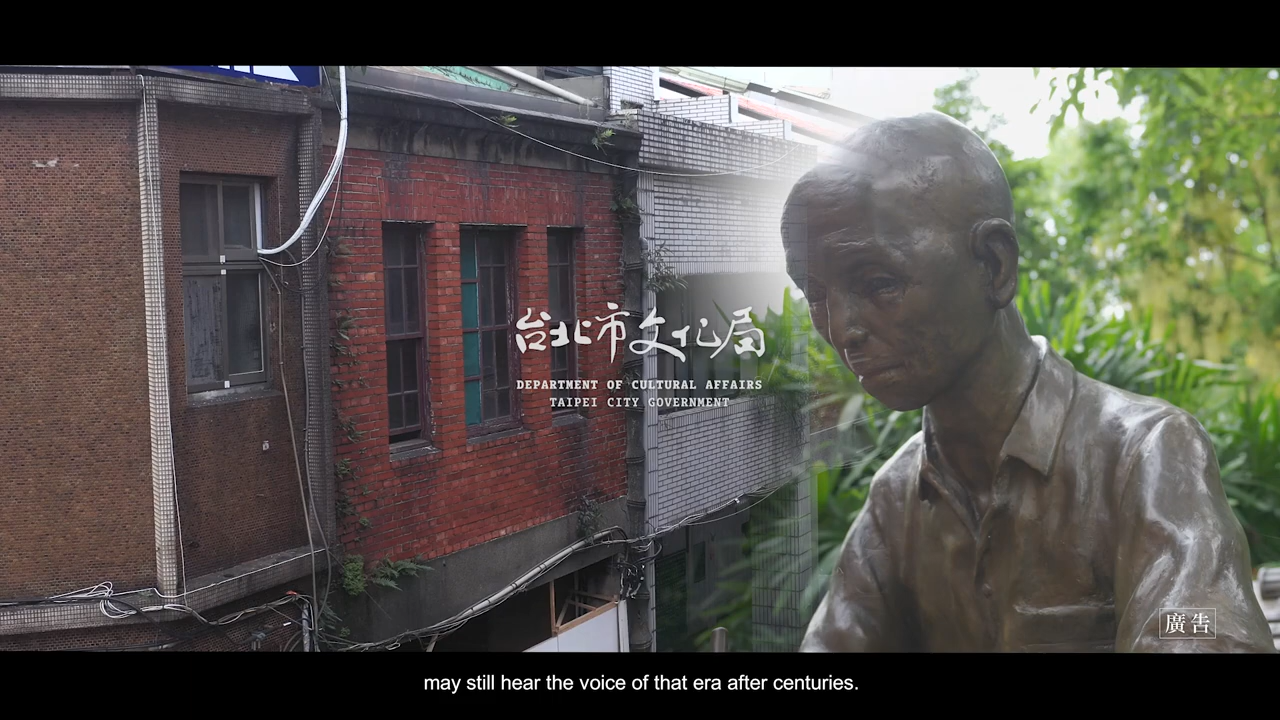 台北市文化局
DEPARTMENT OF CULTURAL AFFAIRS
TAIPEI CITY GOVERNMENT
廣告
may still hear the voice of that era after centuries.